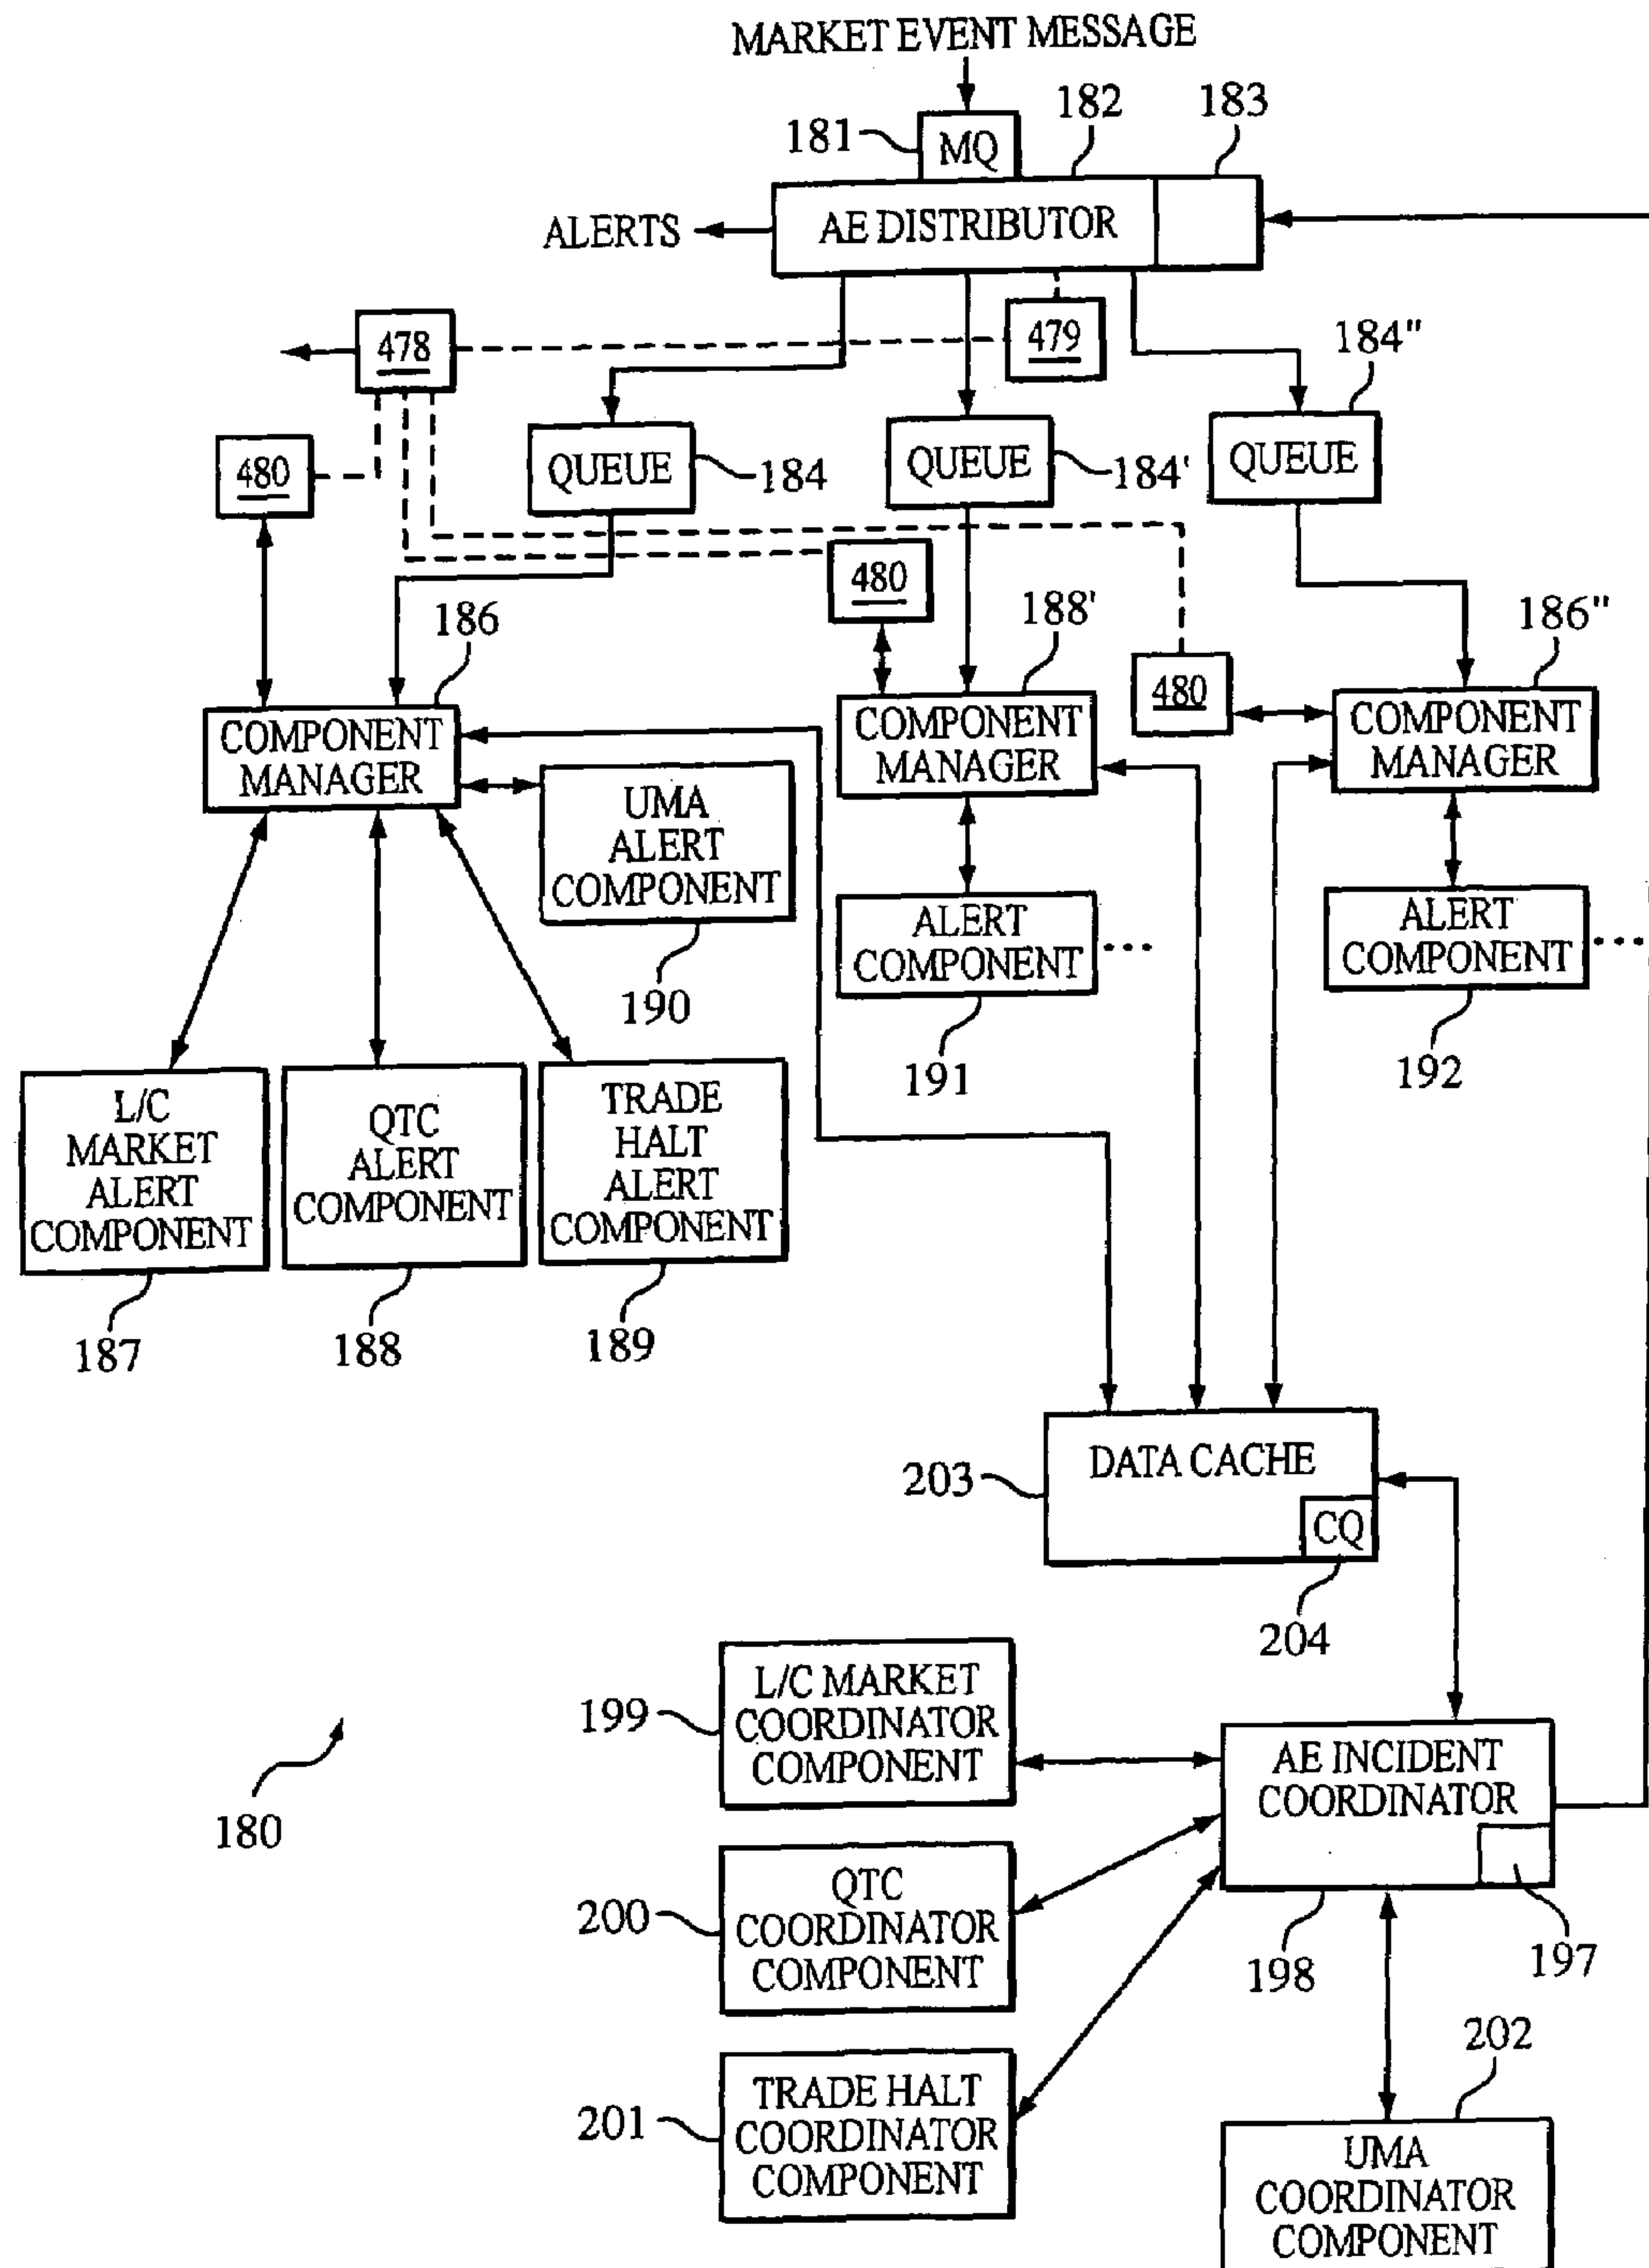 MARKET EVENT MESSAGE
181
MQ
182
183
ALERTS
AE DISTRIBUTOR
478
479
184"
480
QUEUE
184
QUEUE
184'
QUEUE
480
186
188'
480
186"
COMPONENT
MANAGER
COMPONENT
MANAGER
COMPONENT
MANAGER
UMA
ALERT
COMPONENT
190
ALERT
COMPONENT
191
ALERT
COMPONENT
192
L/C
MARKET
ALERT
COMPONENT
187
QTC
ALERT
COMPONENT
188
TRADE
HALT
ALERT
COMPONENT
189
203
DATA CACHE
CQ
204
199
L/C MARKET
COORDINATOR
COMPONENT
180
AE INCIDENT
COORDINATOR
198
197
200
QTC
COORDINATOR
COMPONENT
201
TRADE HALT
COORDINATOR
COMPONENT
202
UMA
COORDINATOR
COMPONENT